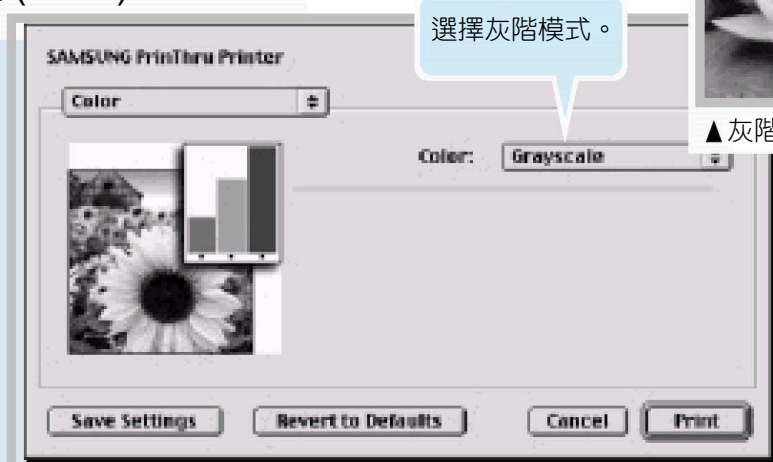 選擇灰階模式。
SAMSUNG PrinThru Printer
▲灰階
Color
Color: Grayscale
Save Settings
Revert to Defaults
Cancel
Print